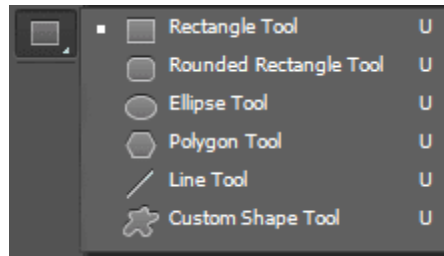 Rectangle Tool U
Rounded Rectangle Tool U
Ellipse Tool U
Polygon Tool U
Line Tool U
Custom Shape Tool U